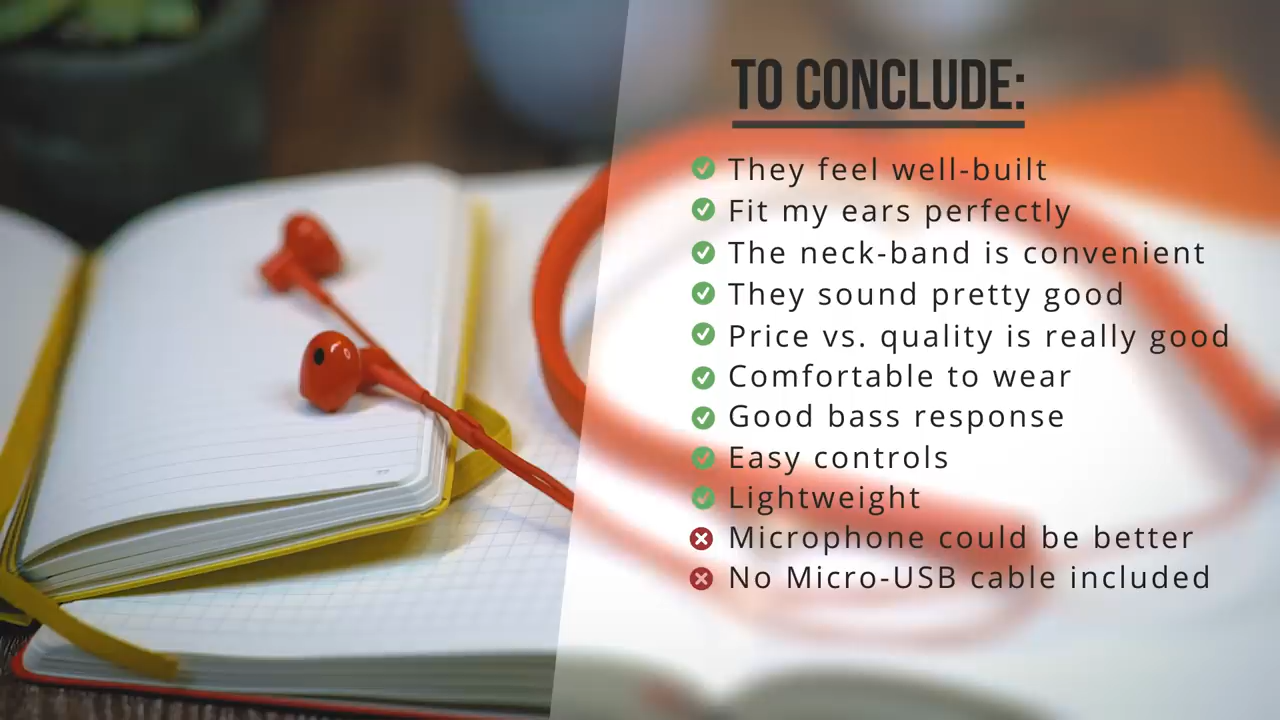 TO CONCLUDE:
They feel well-built
Fit my ears perfectly
The neck-band is convenient
They sound pretty good
Price vs. quality is really good
Comfortable to wear
Good bass response
Easy controls
Lightweight
Microphone could be better
No Micro-USB cable included